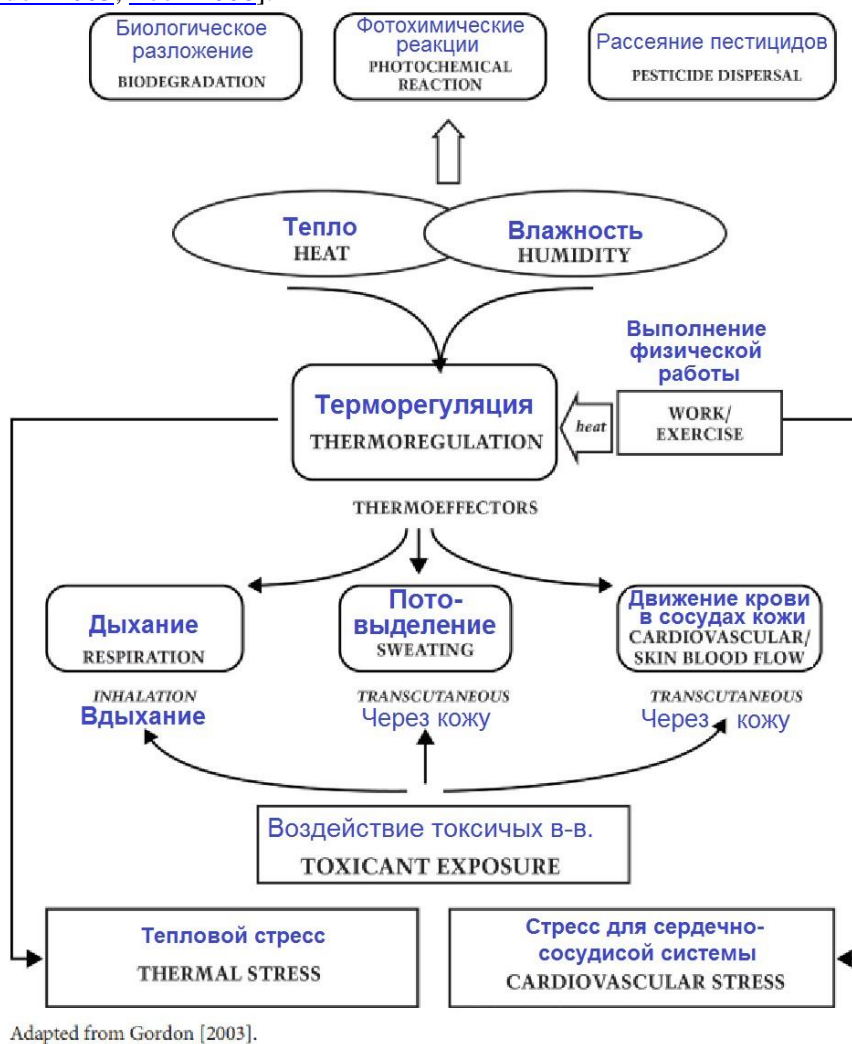 Биологическое
разложение
BIODEGRADATION
Фотохимические
реакции
PHOTOCHEMICAL
REACTION
Рассеяние пестицидов
PESTICIDE DISPERSAL
Тепло
HEAT
Влажность
HUMIDITY
Выполнение
физической
работы
Терморегуляция
THERMOREGULATION
heat
WORK/
EXERCISE
THERMOEFFECTORS
Дыхание
RESPIRATION
Пото-
выделение
SWEATING
Движение крови
в сосудах кожи
CARDIOVASCULAR/
SKIN BLOOD FLOW
INHALATION
Вдыхание
TRANSCUTANEOUS
Через кожу
TRANSCUTANEOUS
Через кожу
Воздействие токсичых в-в.
TOXICANT EXPOSURE
Тепловой стресс
THERMAL STRESS
Стресс для сердечно-
сосудисой системы
CARDIOVASCULAR STRESS
Adapted from Gordon [2003].